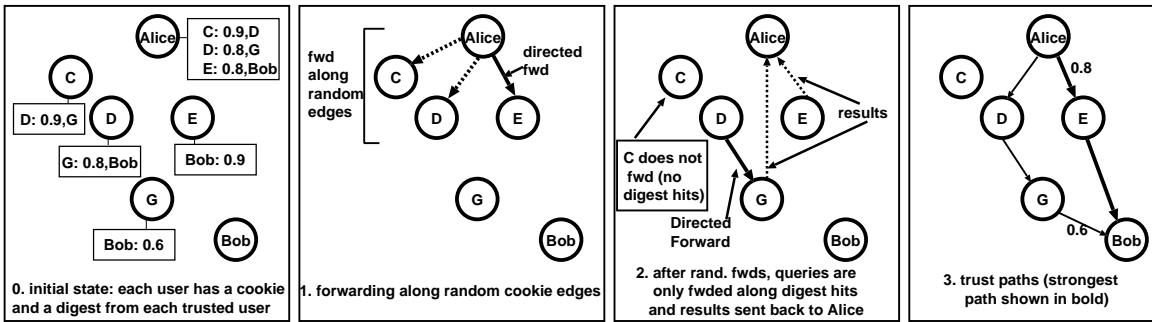 Alice
C: 0.9,D
D: 0.8,G
E: 0.8,Bob
C
D: 0.9,G
D
G: 0.8,Bob
E
Bob: 0.9
G
Bob: 0.6
Bob
0. initial state: each user has a cookie
and a digest from each trusted user
fwd
along
random
edges
Alice
directed
fwd
C
D
E
G
Bob
1. forwarding along random cookie edges
Alice
C
D
E
results
C does not
fwd (no
digest hits)
G
Directed
Forward
Bob
2. after rand. fwds, queries are
only fwded along digest hits
and results sent back to Alice
Alice
0.8
C
D
E
G
0.6
Bob
3. trust paths (strongest
path shown in bold)